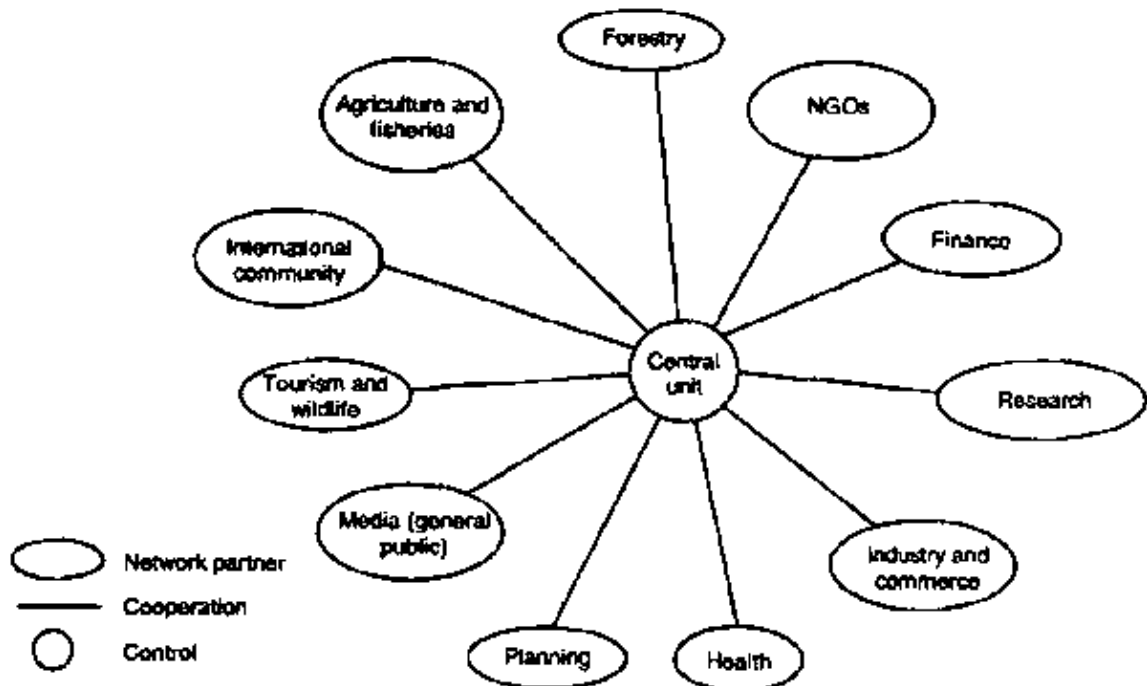 Forestry
Agriculture and
fisheries
NGOs
International
community
Finance
Central
unit
Tourism and
wildlife
Research
Media (general
public)
Industry and
commerce
Planning
Health
Network partner
Cooperation
Control